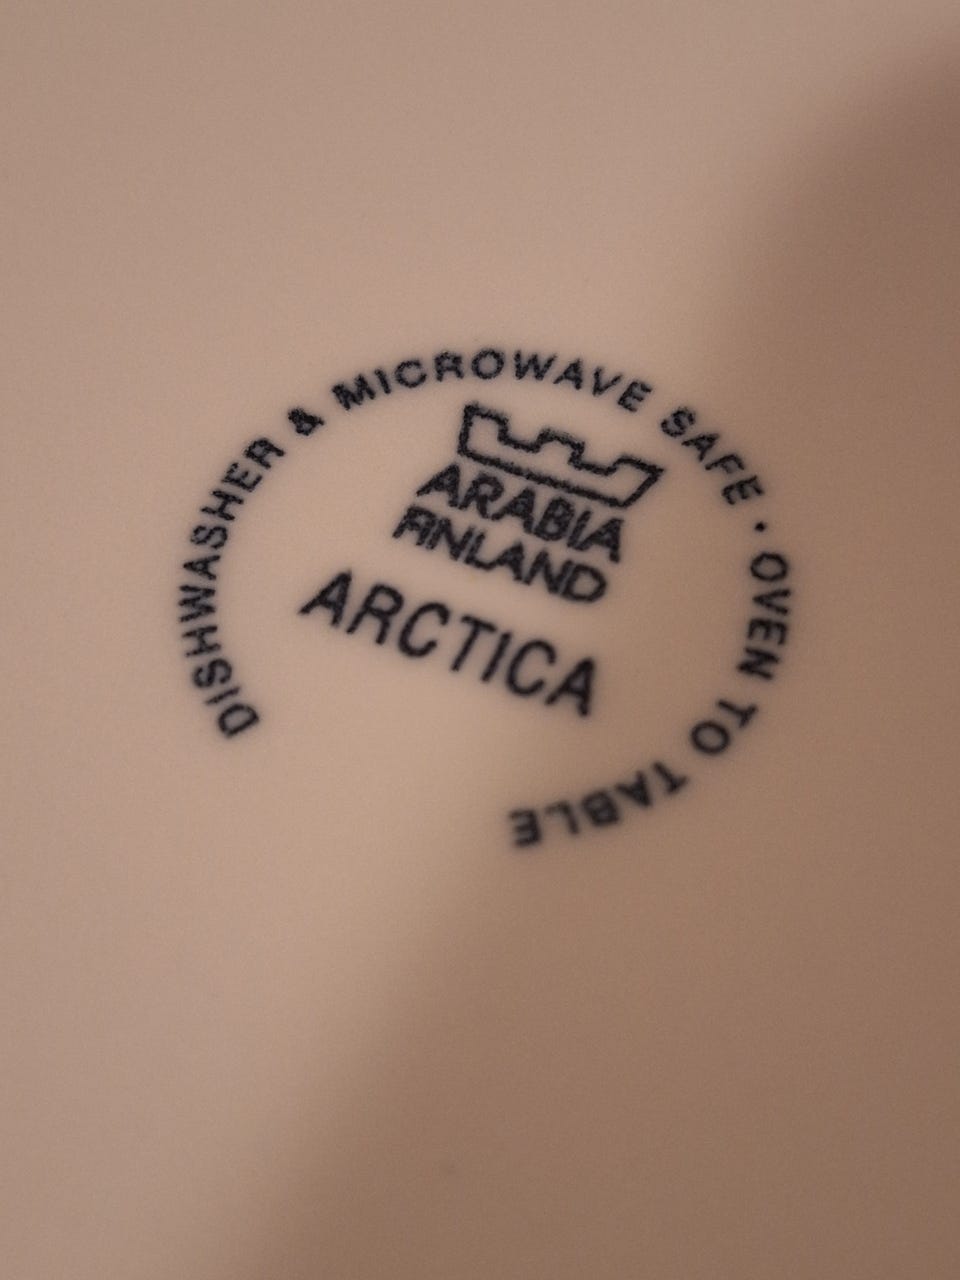 DISHWASHER & MICROWAVE SAFE · OVEN TO TABLE
ARABIA
FINLAND
ARCTICA